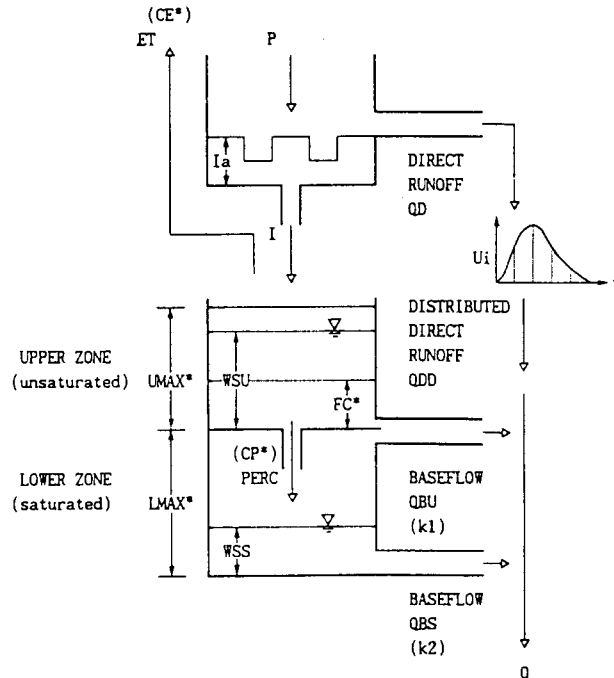 (CE*)
ET
P
Ia
DIRECT
RUNOFF
QD
I
Ui
DISTRIBUTED
DIRECT
RUNOFF
QDD
UPPER ZONE
(unsaturated)
UMAX*
WSU
FC*
(CP*)
PERC
LOWER ZONE
(saturated)
LMAX*
BASEFLOW
QBU
(k1)
WSS
BASEFLOW
QBS
(k2)
Q